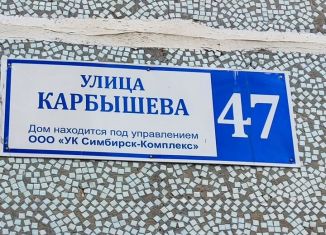 УЛИЦА
КАРБЫШЕВА
47
Дом находится под управлением
ООО «УК Симбирск-Комплекс»